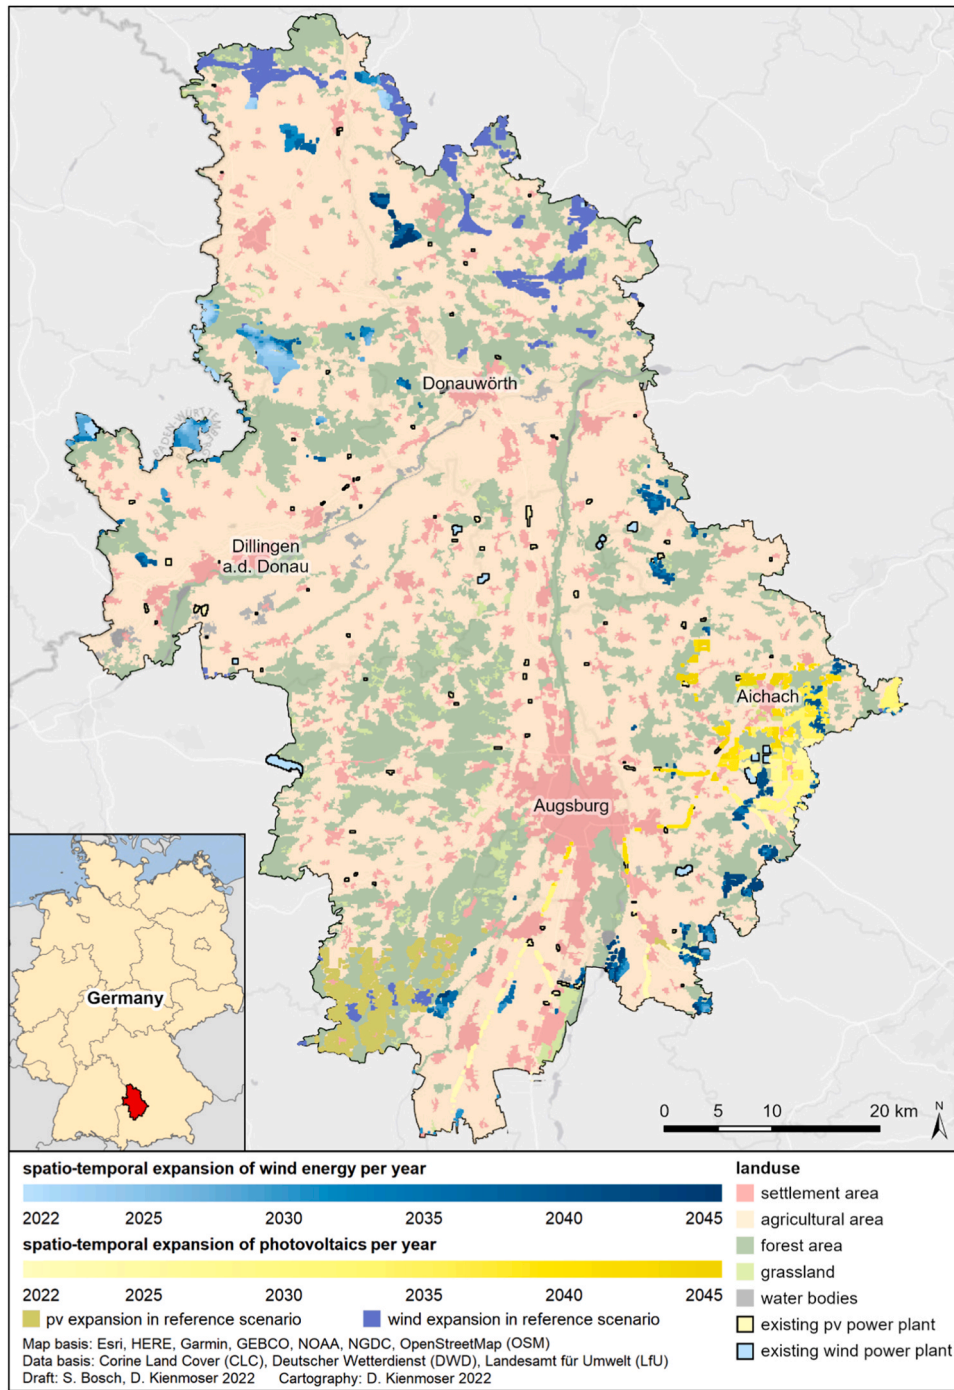 BADEN-WÜRTTEMBERG
Donauwörth
Dillingen
a.d. Donau
Aichach
Augsburg
Germany
0 5 10 20 km
N
spatio-temporal expansion of wind energy per year
2022 2025 2030 2035 2040 2045
spatio-temporal expansion of photovoltaics per year
2022 2025 2030 2035 2040 2045
pv expansion in reference scenario
wind expansion in reference scenario
Map basis: Esri, HERE, Garmin, GEBCO, NOAA, NGDC, OpenStreetMap (OSM)
Data basis: Corine Land Cover (CLC), Deutscher Wetterdienst (DWD), Landesamt für Umwelt (LfU)
Draft: S. Bosch, D. Kienmoser 2022 Cartography: D. Kienmoser 2022
landuse
settlement area
agricultural area
forest area
grassland
water bodies
existing pv power plant
existing wind power plant